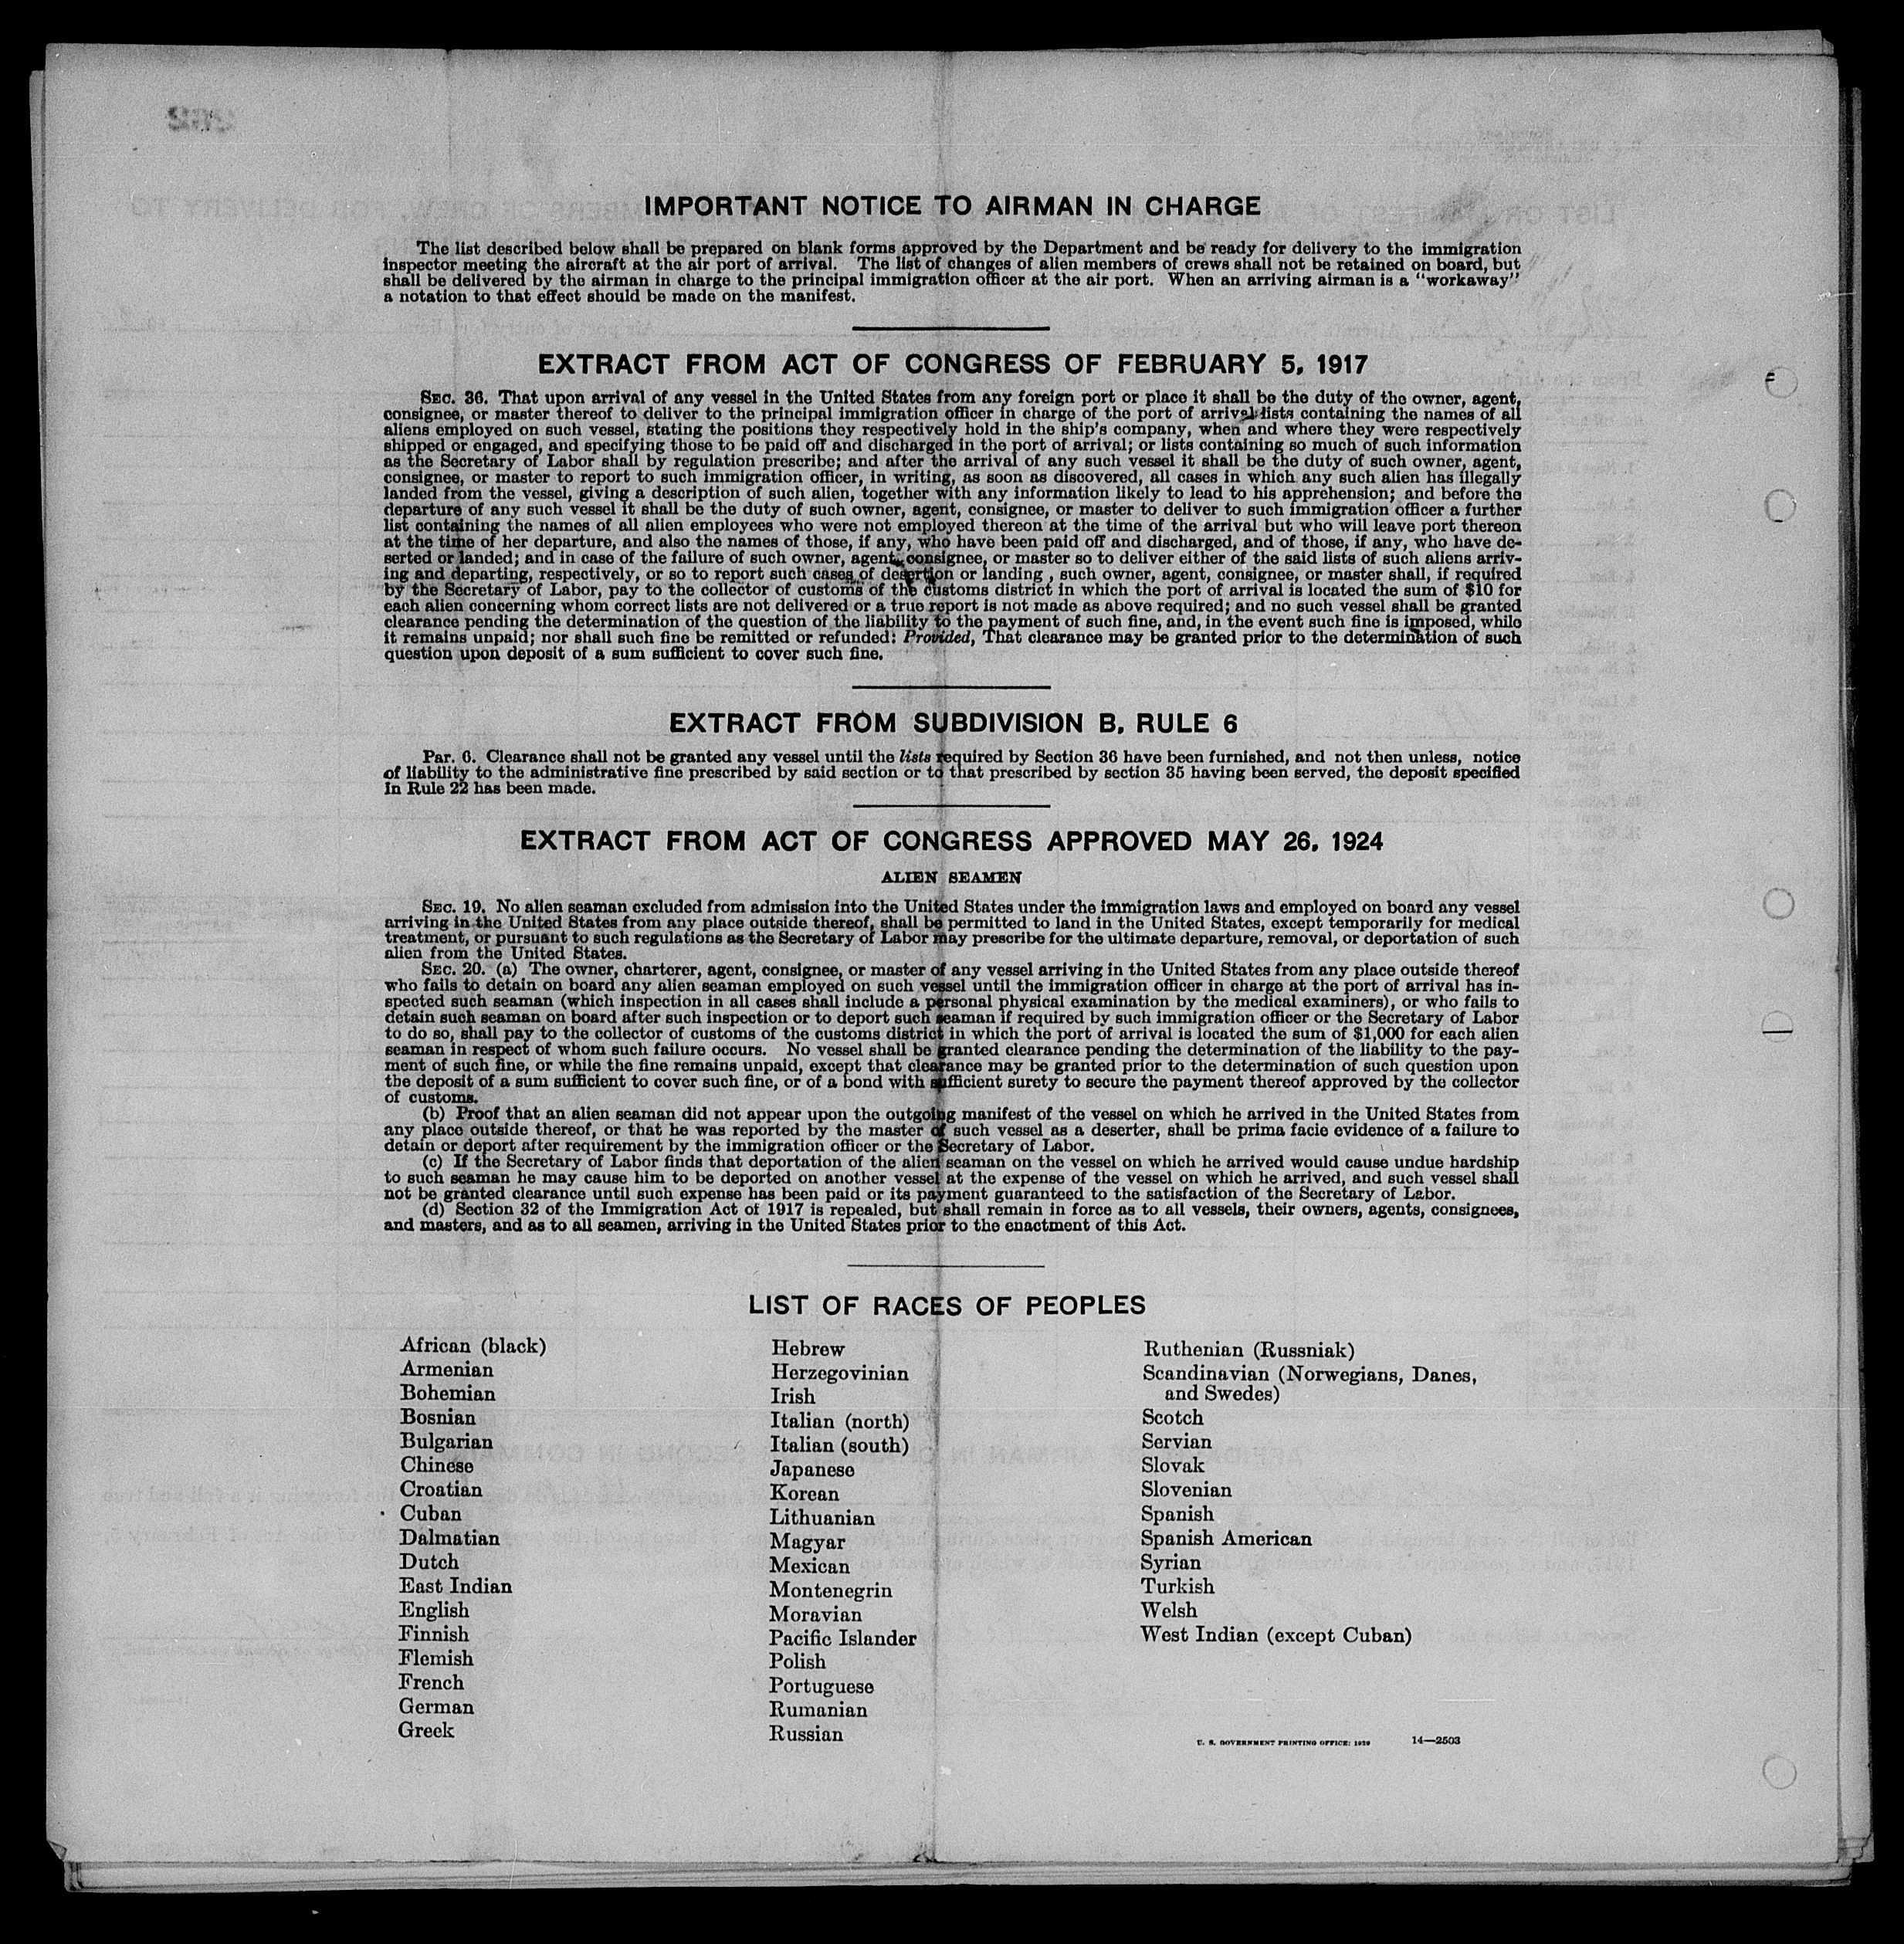 IMPORTANT NOTICE TO AIRMAN IN CHARGE
The list described below shall be prepared on blank forms approved by the Department and be ready for delivery to the immigration
inspector meeting the aircraft at the air port of arrival. The list of changes of alien members of crews shall not be retained on board, but
shall be delivered by the airman in charge to the principal immigration officer at the air port. When an arriving airman is a "workaway"
a notation to that effect should be made on the manifest.
EXTRACT FROM ACT OF CONGRESS OF FEBRUARY 5, 1917
SEC. 36. That upon arrival of any vessel in the United States from any foreign port or place it shall be the duty of the owner, agent,
consignee, or master thereof to deliver to the principal immigration officer in charge of the port of arrival lists containing the names of all
aliens employed on such vessel, stating the positions they respectively hold in the ship's company, when and where they were respectively
shipped or engaged, and specifying those to be paid off and discharged in the port of arrival; or lists containing so much of such information
as the Secretary of Labor shall by regulation prescribe; and after the arrival of any such vessel it shall be the duty of such owner, agent,
consignee, or master to report to such immigration officer, in writing, as soon as discovered, all cases in which any such alien has illegally
landed from the vessel, giving a description of such alien, together with any information likely to lead to his apprehension; and before the
departure of any such vessel it shall be the duty of such owner, agent, consignee, or master to deliver to such immigration officer a further
list containing the names of all alien employees who were not employed thereon at the time of the arrival but who will leave port thereon
at the time of her departure, and also the names of those, if any, who have been paid off and discharged, and of those, if any, who have de-
serted or landed; and in case of the failure of such owner, agent, consignee, or master so to deliver either of the said lists of such aliens arriv-
ing and departing, respectively, or so to report such cases of desertion or landing , such owner, agent, consignee, or master shall, if required
by the Secretary of Labor, pay to the collector of customs of the customs district in which the port of arrival is located the sum of $10 for
each alien concerning whom correct lists are not delivered or a true report is not made as above required; and no such vessel shall be granted
clearance pending the determination of the question of the liability to the payment of such fine, and, in the event such fine is imposed, while
it remains unpaid; nor shall such fine be remitted or refunded: Provided, That clearance may be granted prior to the determination of such
question upon deposit of a sum sufficient to cover such fine.
EXTRACT FROM SUBDIVISION B, RULE 6
Par. 6. Clearance shall not be granted any vessel until the lists required by Section 36 have been furnished, and not then unless, notice
of liability to the administrative fine prescribed by said section or to that prescribed by section 35 having been served, the deposit specified
in Rule 22 has been made.
EXTRACT FROM ACT OF CONGRESS APPROVED MAY 26, 1924
ALIEN SEAMEN
SEC. 19. No alien seaman excluded from admission into the United States under the immigration laws and employed on board any vessel
arriving in the United States from any place outside thereof, shall be permitted to land in the United States, except temporarily for medical
treatment, or pursuant to such regulations as the Secretary of Labor may prescribe for the ultimate departure, removal, or deportation of such
alien from the United States.
SEC. 20. (a) The owner, charterer, agent, consignee, or master of any vessel arriving in the United States from any place outside thereof
who fails to detain on board any alien seaman employed on such vessel until the immigration officer in charge at the port of arrival has in-
spected such seaman (which inspection in all cases shall include a personal physical examination by the medical examiners), or who fails to
detain such seaman on board after such inspection or to deport such seaman if required by such immigration officer or the Secretary of Labor
to do so, shall pay to the collector of customs of the customs district in which the port of arrival is located the sum of $1,000 for each alien
seaman in respect of whom such failure occurs. No vessel shall be granted clearance pending the determination of the liability to the pay-
ment of such fine, or while the fine remains unpaid, except that clearance may be granted prior to the determination of such question upon
the deposit of a sum sufficient to cover such fine, or of a bond with sufficient surety to secure the payment thereof approved by the collector
of customs.
(b) Proof that an alien seaman did not appear upon the outgoing manifest of the vessel on which he arrived in the United States from
any place outside thereof, or that he was reported by the master of such vessel as a deserter, shall be prima facie evidence of a failure to
detain or deport after requirement by the immigration officer or the Secretary of Labor.
(c) If the Secretary of Labor finds that deportation of the alien seaman on the vessel on which he arrived would cause undue hardship
to such seaman he may cause him to be deported on another vessel at the expense of the vessel on which he arrived, and such vessel shall
not be granted clearance until such expense has been paid or its payment guaranteed to the satisfaction of the Secretary of Labor.
(d) Section 32 of the Immigration Act of 1917 is repealed, but shall remain in force as to all vessels, their owners, agents, consignees,
and masters, and as to all seamen, arriving in the United States prior to the enactment of this Act.
LIST OF RACES OF PEOPLES
African (black)
Armenian
Bohemian
Bosnian
Bulgarian
Chinese
Croatian
Cuban
Dalmatian
Dutch
East Indian
English
Finnish
Flemish
French
German
Greek
Hebrew
Herzegovinian
Irish
Italian (north)
Italian (south)
Japanese
Korean
Lithuanian
Magyar
Mexican
Montenegrin
Moravian
Pacific Islander
Polish
Portuguese
Rumanian
Russian
Ruthenian (Russniak)
Scandinavian (Norwegians, Danes,
and Swedes)
Scotch
Servian
Slovak
Slovenian
Spanish
Spanish American
Syrian
Turkish
Welsh
West Indian (except Cuban)
U. S. GOVERNMENT PRINTING OFFICE: 1929 14—2503